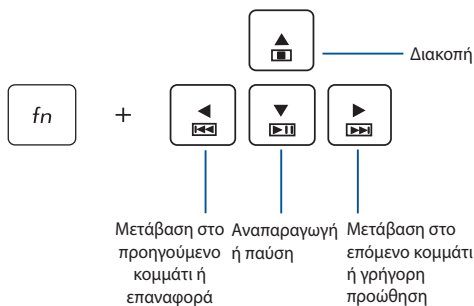 Διακοπή
fn
+
Μετάβαση στο
προηγούμενο
κομμάτι ή
επαναφορά
Αναπαραγωγή
ή παύση
Μετάβαση στο
επόμενο κομμάτι
ή γρήγορη
προώθηση